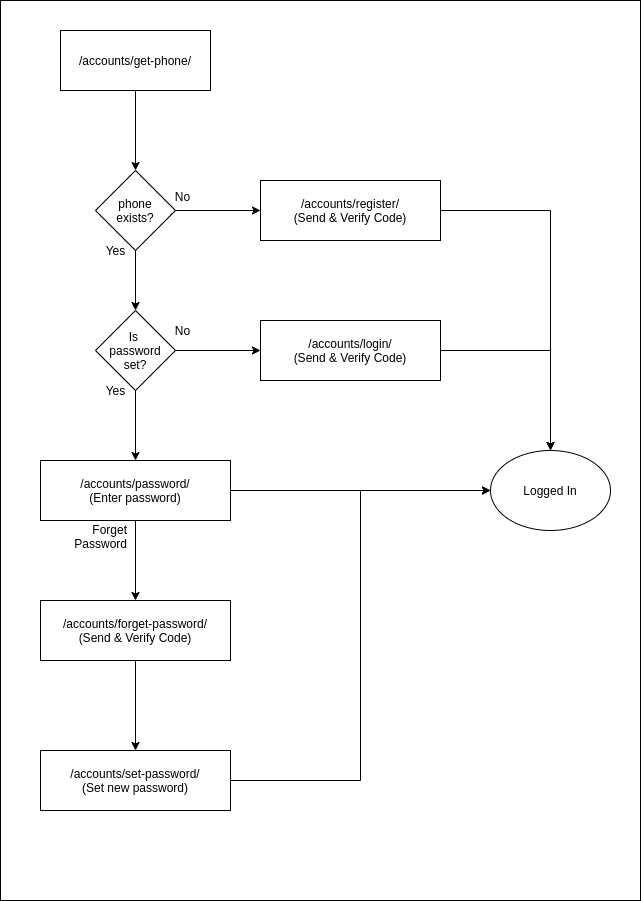 /accounts/get-phone/
phone
exists?
No
/accounts/register/
(Send & Verify Code)
Yes
Is
password
set?
No
/accounts/login/
(Send & Verify Code)
Yes
/accounts/password/
(Enter password)
Logged In
Forget
Password
/accounts/forget-password/
(Send & Verify Code)
/accounts/set-password/
(Set new password)